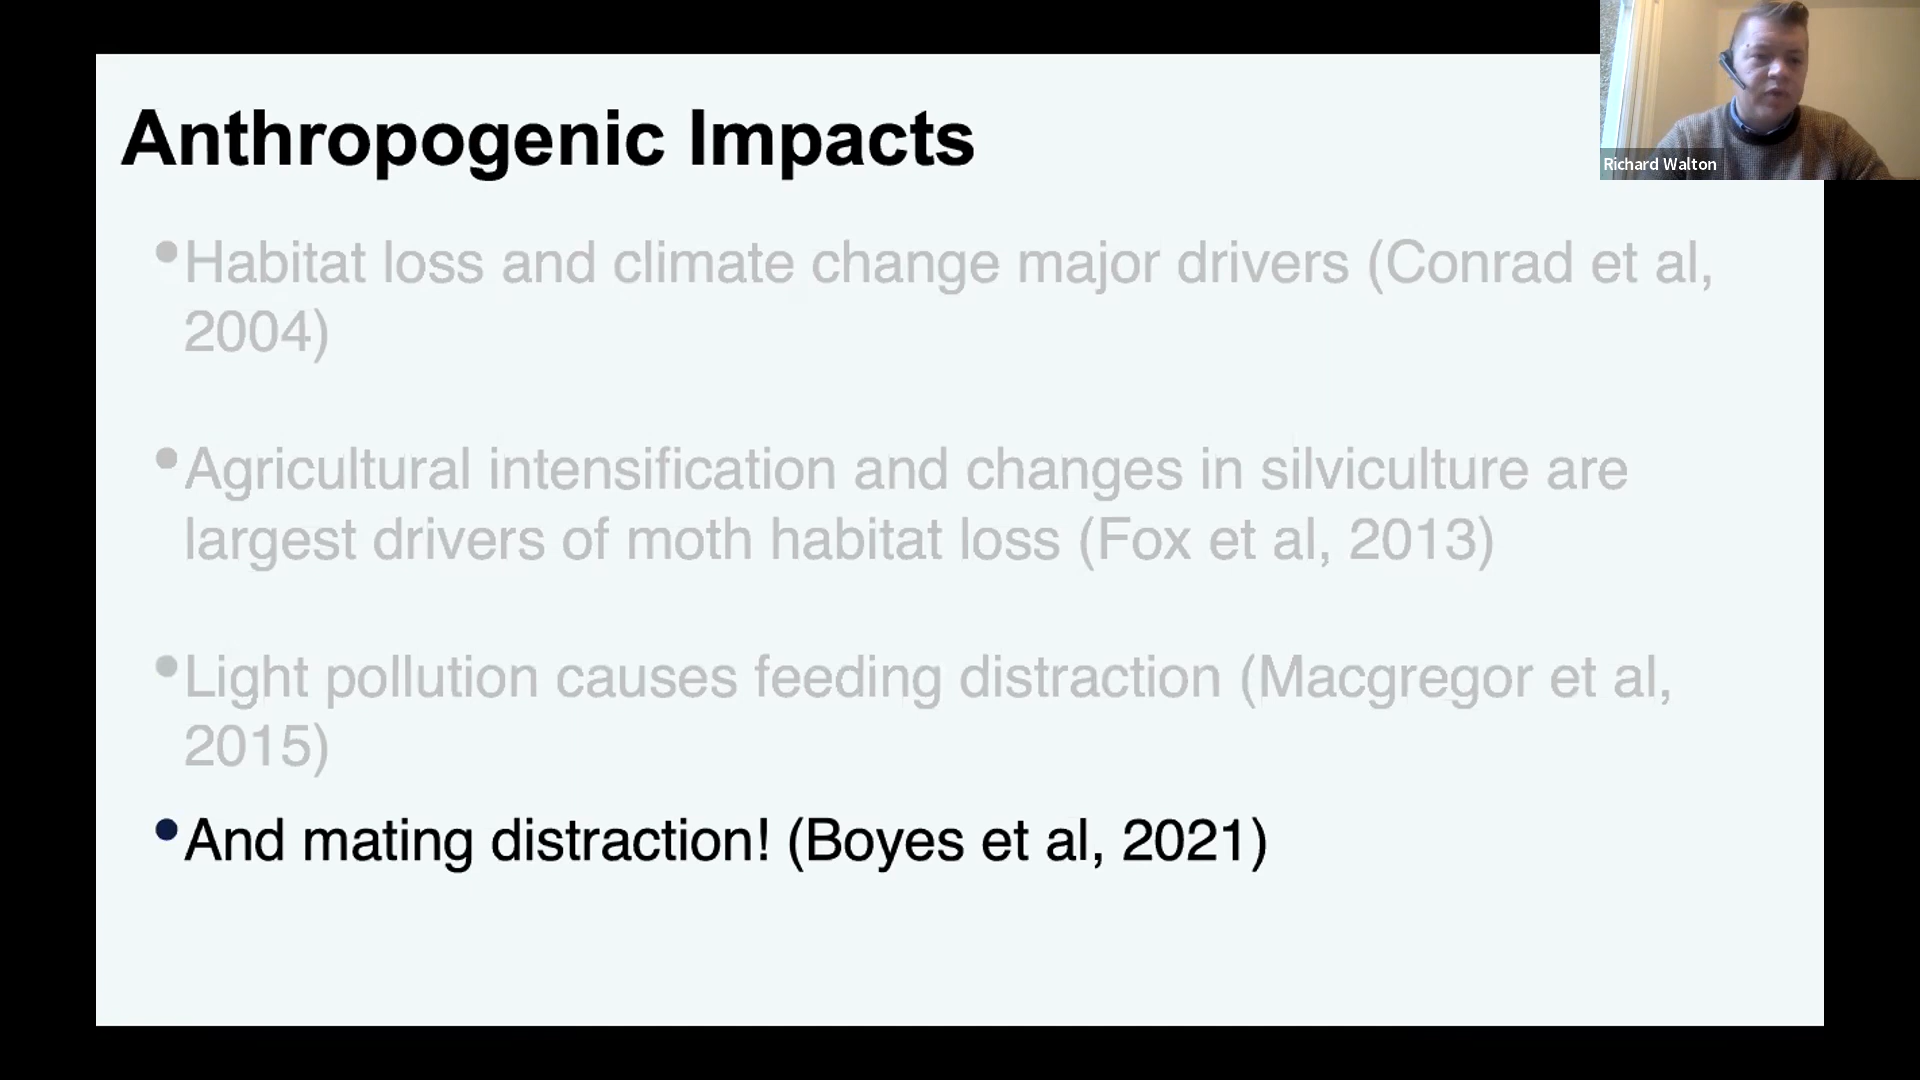 Anthropogenic Impacts
Richard Walton
•Habitat loss and climate change major drivers (Conrad et al,
2004)
•Agricultural intensification and changes in silviculture are
largest drivers of moth habitat loss (Fox et al, 2013)
•Light pollution causes feeding distraction (Macgregor et al,
2015)
•And mating distraction! (Boyes et al, 2021)